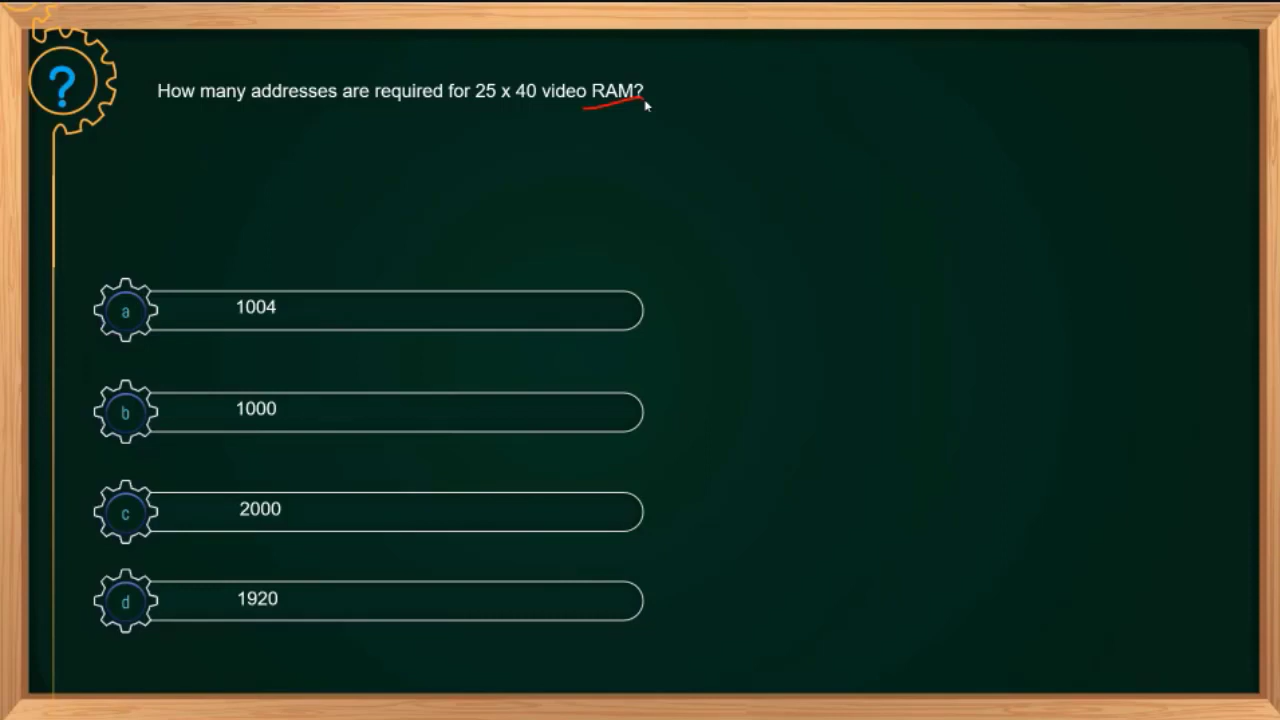 ?
How many addresses are required for 25 x 40 video RAM?
a 1004
b 1000
c 2000
d 1920